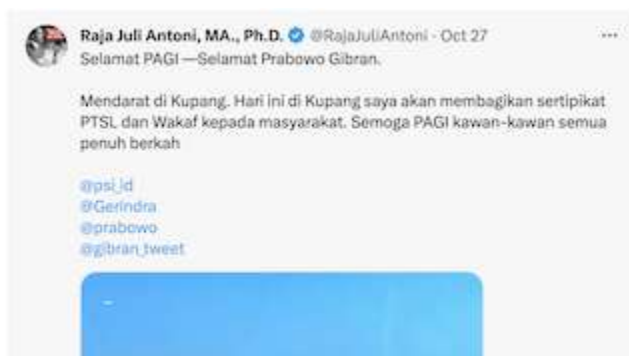 Raja Juli Antoni, MA., Ph.D. @RajaJuliAntoni · Oct 27
Selamat PAGI —Selamat Prabowo Gibran.
Mendarat di Kupang. Hari ini di Kupang saya akan membagikan sertipikat
PTSL dan Wakaf kepada masyarakat. Semoga PAGI kawan-kawan semua
penuh berkah
@psi_id
@Gerindra
@prabowo
@gibran_tweet